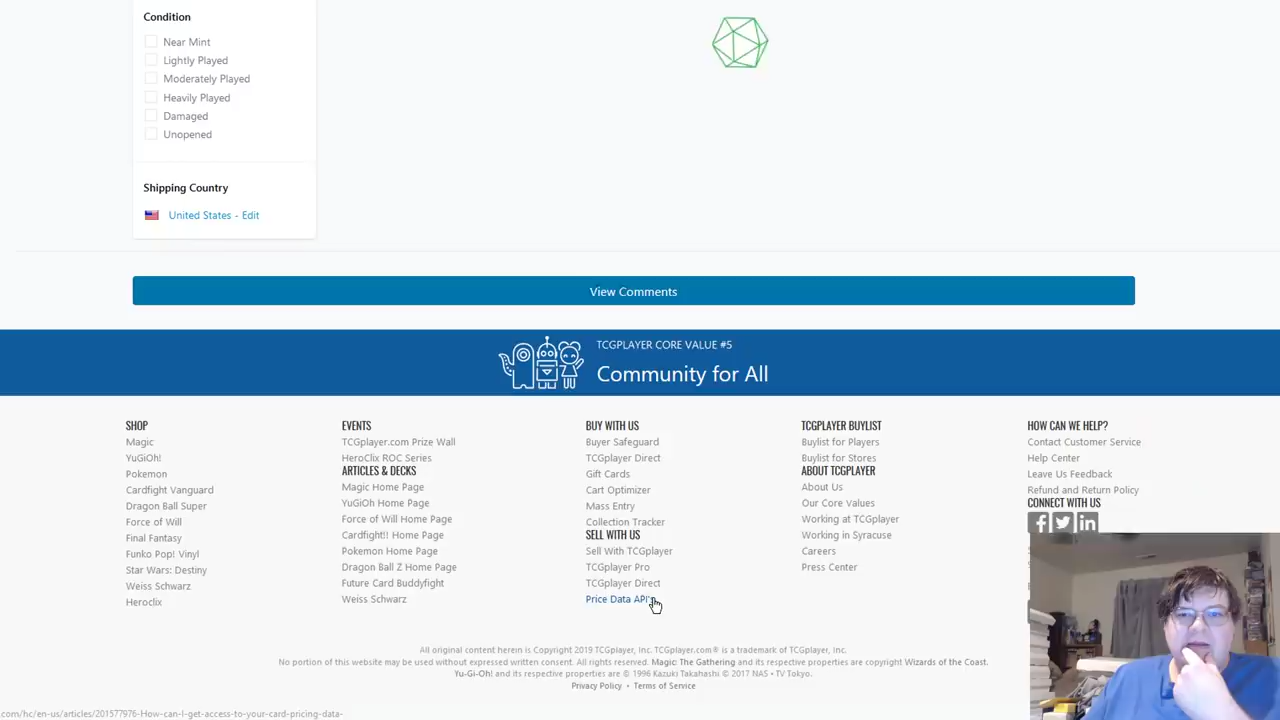 Condition
Near Mint
Lightly Played
Moderately Played
Heavily Played
Damaged
Unopened
Shipping Country
United States - Edit
View Comments
TCGPLAYER CORE VALUE #5
Community for All
SHOP
Magic
YuGiOh!
Pokemon
Cardfight Vanguard
Dragon Ball Super
Force of Will
Final Fantasy
Funko Pop! Vinyl
Star Wars: Destiny
Weiss Schwarz
Heroclix
EVENTS
TCGplayer.com Prize Wall
HeroClix ROC Series
ARTICLES & DECKS
Magic Home Page
YuGiOh Home Page
Force of Will Home Page
Cardfight!! Home Page
Pokemon Home Page
Dragon Ball Z Home Page
Future Card Buddyfight
Weiss Schwarz
BUY WITH US
Buyer Safeguard
TCGplayer Direct
Gift Cards
Cart Optimizer
Mass Entry
Collection Tracker
SELL WITH US
Sell With TCGplayer
TCGplayer Pro
TCGplayer Direct
Price Data API's
TCGPLAYER BUYLIST
Buylist for Players
Buylist for Stores
ABOUT TCGPLAYER
About Us
Our Core Values
Working at TCGplayer
Working in Syracuse
Careers
Press Center
HOW CAN WE HELP?
Contact Customer Service
Help Center
Leave Us Feedback
Refund and Return Policy
CONNECT WITH US
All original content herein is Copyright 2019 TCGplayer, Inc. TCGplayer.com® is a trademark of TCGplayer, Inc.
No portion of this website may be used without expressed written consent. All rights reserved. Magic: The Gathering and its respective properties are copyright Wizards of the Coast.
Yu-Gi-Oh! and its respective properties are © 1996 Kazuki Takahashi © 2017 NAS • TV Tokyo.
Privacy Policy • Terms of Service
.com/hc/en-us/articles/201577976-How-can-I-get-access-to-your-card-pricing-data-